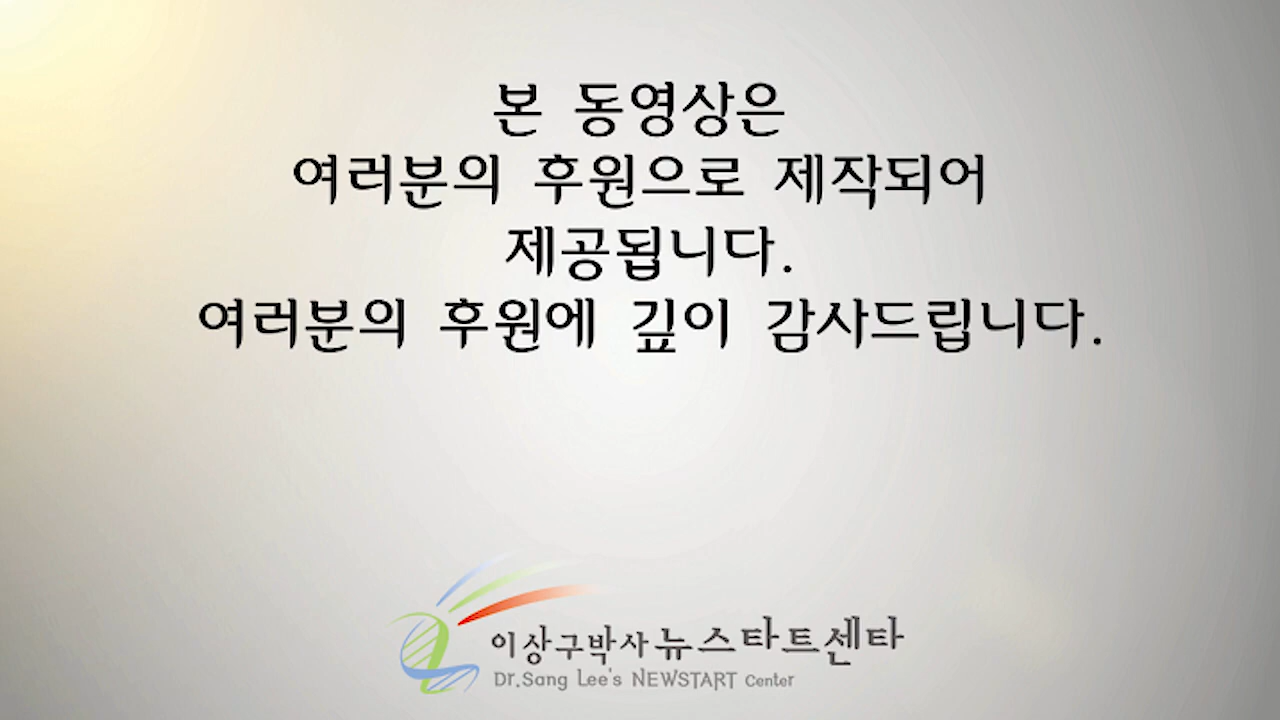 본 동영상은
여러분의 후원으로 제작되어
제공됩니다.
여러분의 후원에 깊이 감사드립니다.
이상구박사 뉴스타트센타
Dr.Sang Lee's NEWSTART Center